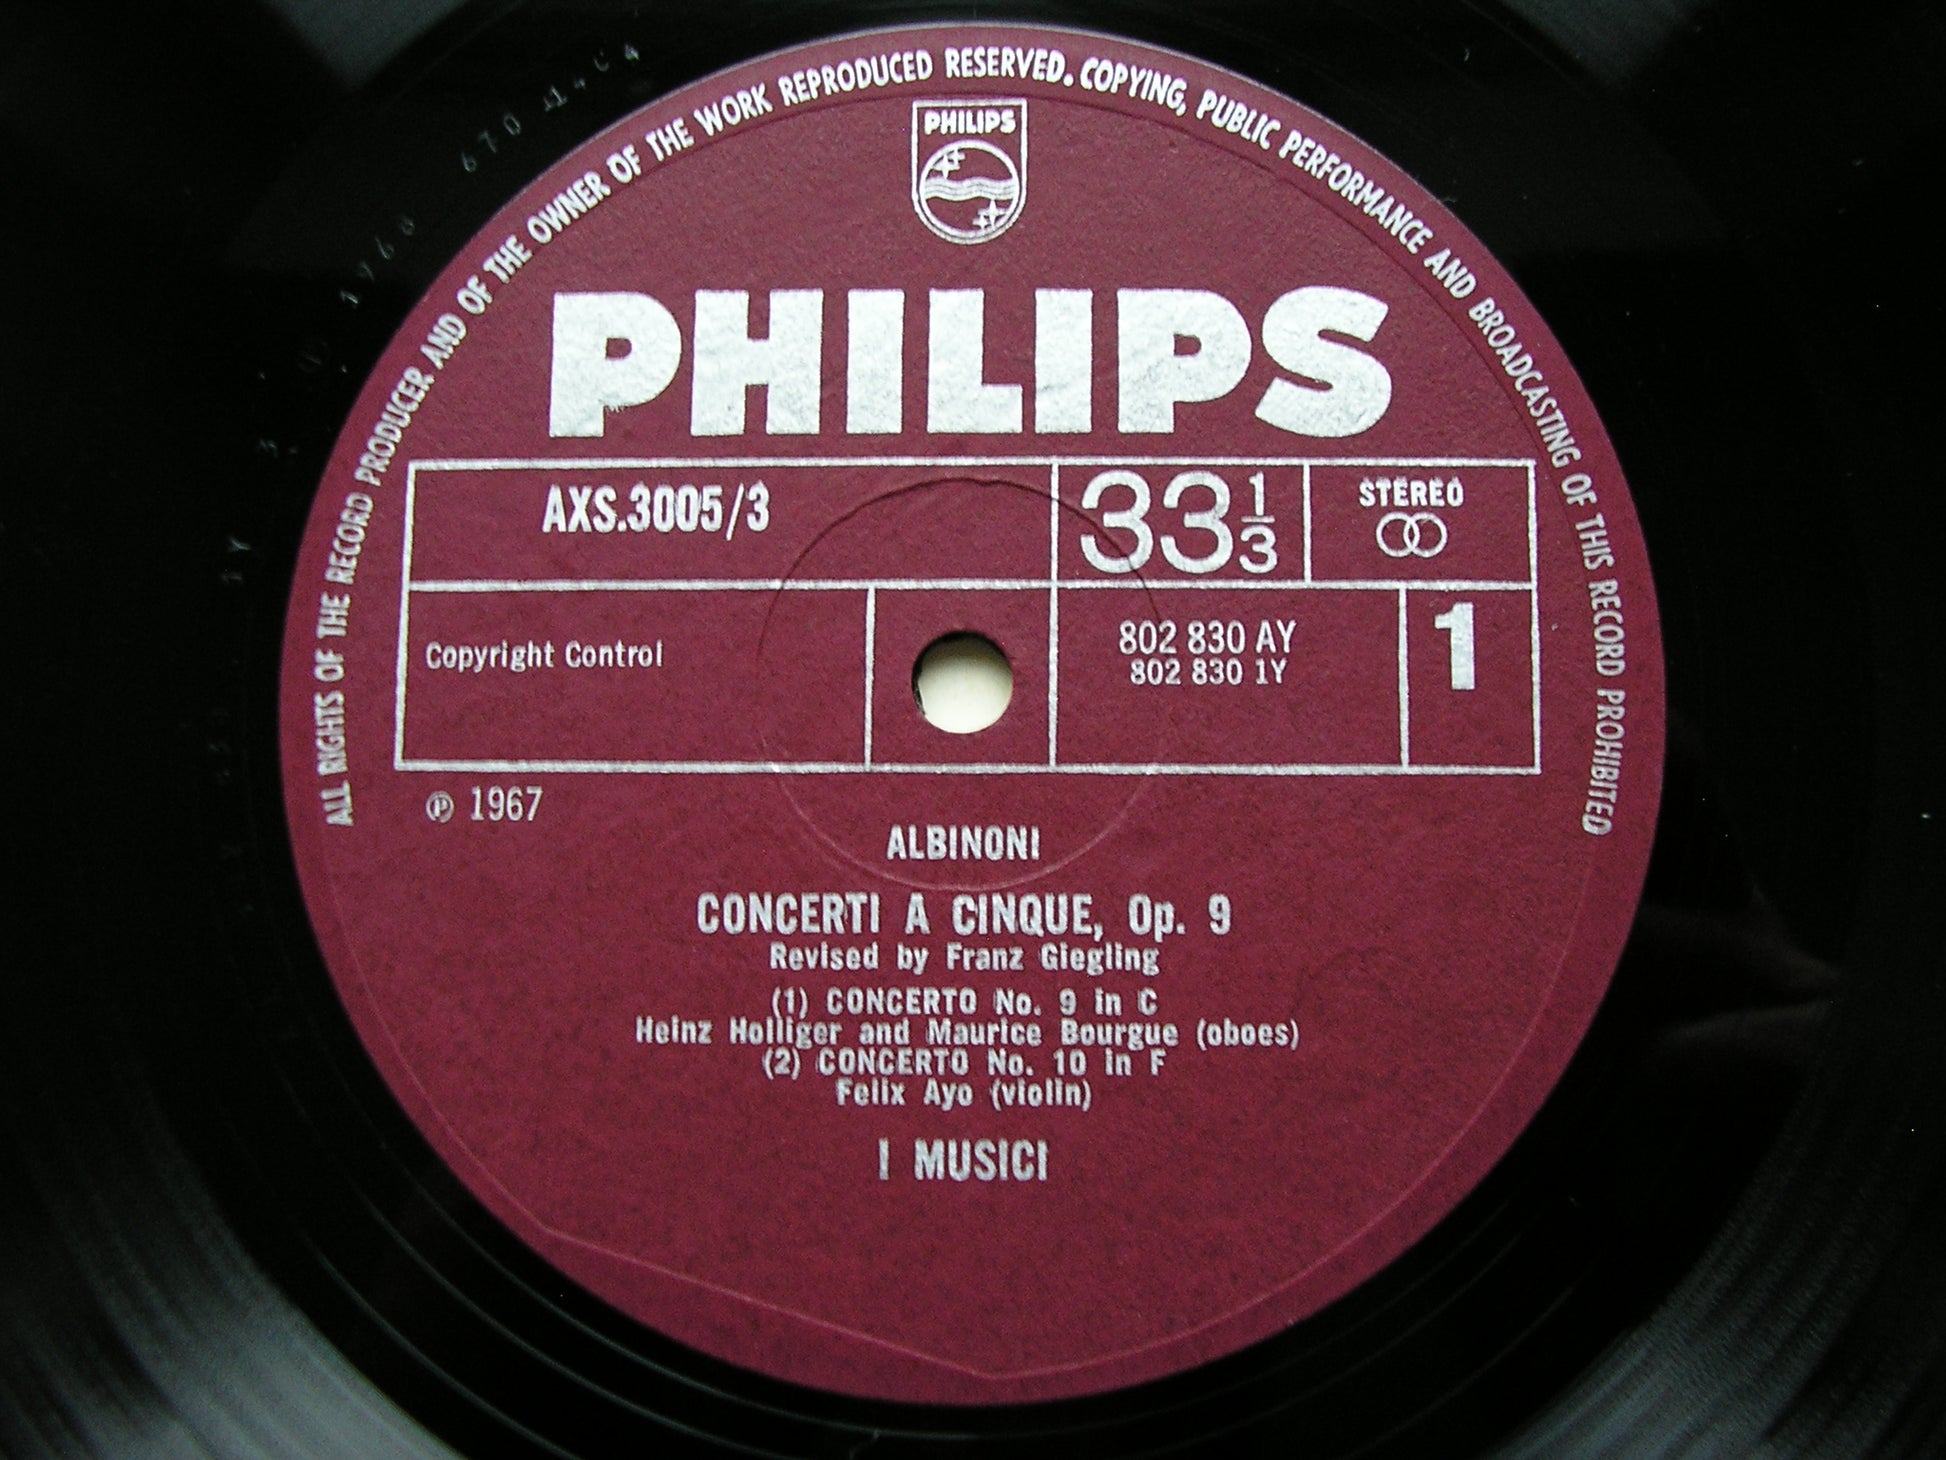 ALL RIGHTS OF THE RECORD PRODUCER AND OF THE OWNER OF THE WORK REPRODUCED RESERVED. COPYING, PUBLIC PERFORMANCE AND BROADCASTING OF THIS RECORD PROHIBITED
PHILIPS
PHILIPS
AXS.3005/3
33 1/3
STEREO
Copyright Control
802 830 AY
802 830 1Y
1
℗ 1967
ALBINONI
CONCERTI A CINQUE, Op. 9
Revised by Franz Giegling
(1) CONCERTO No. 9 in C
Heinz Holliger and Maurice Bourgue (oboes)
(2) CONCERTO No. 10 in F
Felix Ayo (violin)
I MUSICI